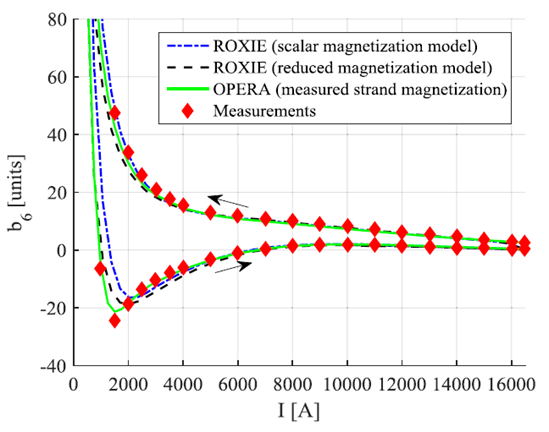 80
60
40
20
0
-20
-40
b6 [units]
ROXIE (scalar magnetization model)
ROXIE (reduced magnetization model)
OPERA (measured strand magnetization)
Measurements
0 2000 4000 6000 8000 10000 12000 14000 16000
I [A]